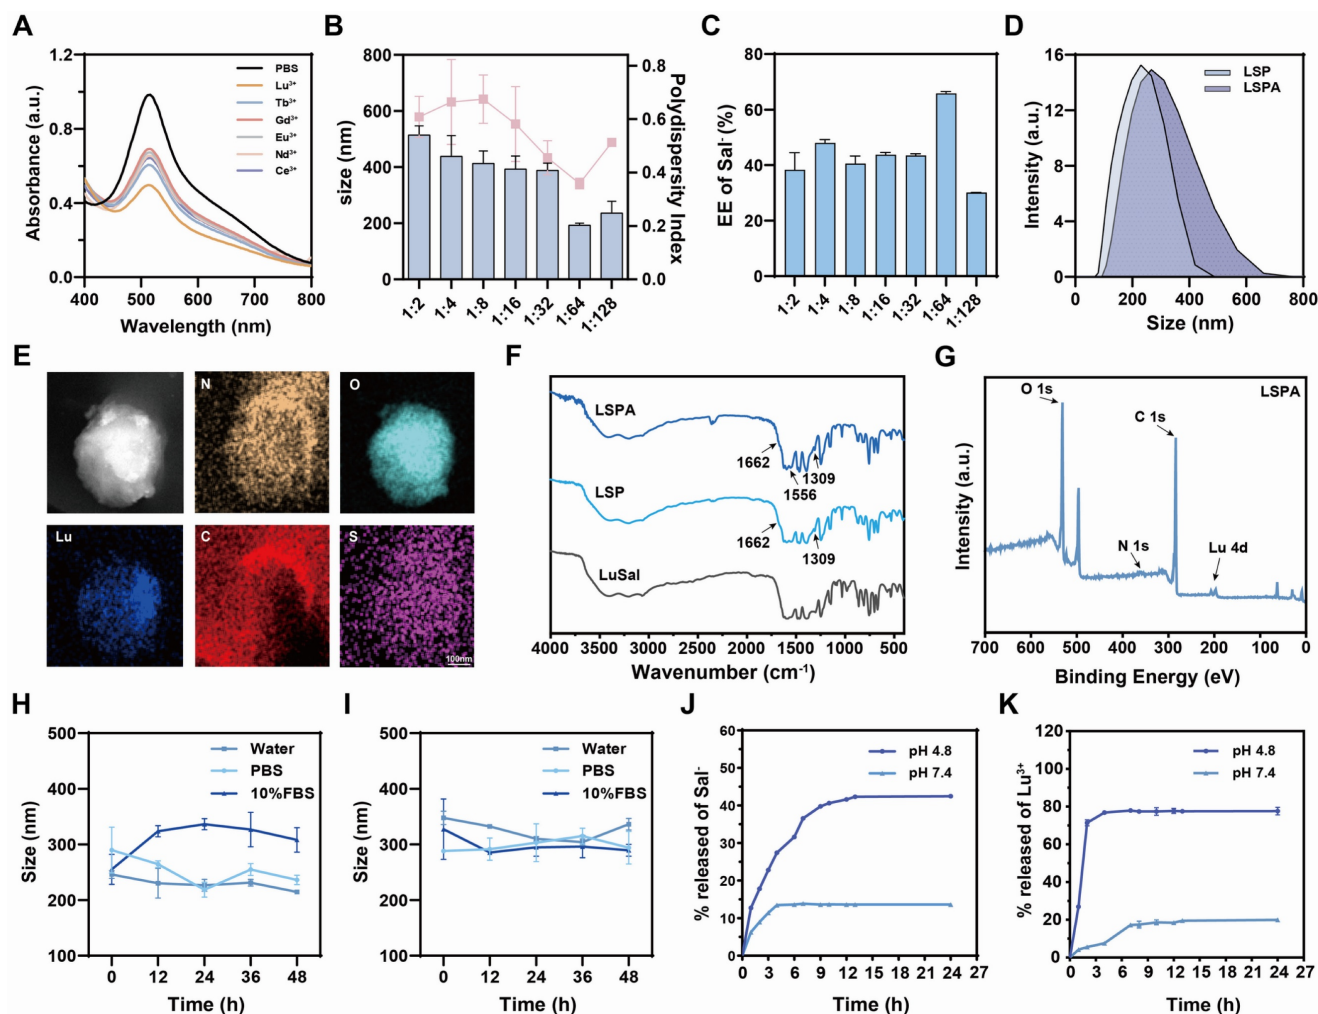 A
Absorbance (a.u.)
1.2
0.8
0.4
0.0
400
500
600
700
800
Wavelength (nm)
PBS
Lu³⁺
Tb³⁺
Gd³⁺
Eu³⁺
Nd³⁺
Ce³⁺
B
size (nm)
800
600
400
200
0
0.8
0.6
0.4
0.2
0.0
Polydispersity Index
1:2
1:4
1:8
1:16
1:32
1:64
1:128
C
EE of Sal⁻ (%)
80
60
40
20
0
1:2
1:4
1:8
1:16
1:32
1:64
1:128
D
Intensity (a.u.)
16
12
8
4
0
0
200
400
600
800
Size (nm)
LSP
LSPA
E
N
O
Lu
C
S
100nm
F
LSPA
1662
1309
1556
LSP
1662
1309
LuSal
4000
3500
3000
2500
2000
1500
1000
500
Wavenumber (cm⁻¹)
G
LSPA
O 1s
C 1s
N 1s
Lu 4d
Intensity (a.u.)
700
600
500
400
300
200
100
0
Binding Energy (eV)
H
Size (nm)
500
400
300
200
100
0
12
24
36
48
Time (h)
Water
PBS
10%FBS
I
Size (nm)
500
400
300
200
100
0
12
24
36
48
Time (h)
Water
PBS
10%FBS
J
% released of Sal⁻
60
50
40
30
20
10
0
0
3
6
9
12
15
18
21
24
27
Time (h)
pH 4.8
pH 7.4
K
% released of Lu³⁺
120
100
80
60
40
20
0
0
3
6
9
12
15
18
21
24
27
Time (h)
pH 4.8
pH 7.4